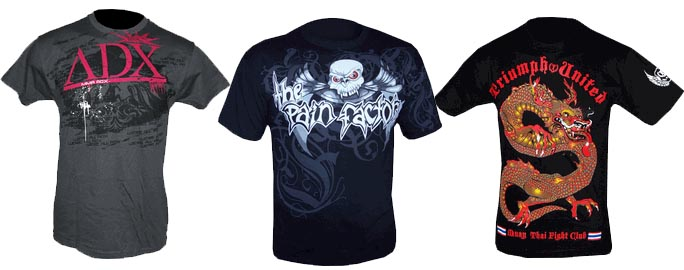 ADX
the
Pain Factor
Triumph United
Muay Thai Fight Club